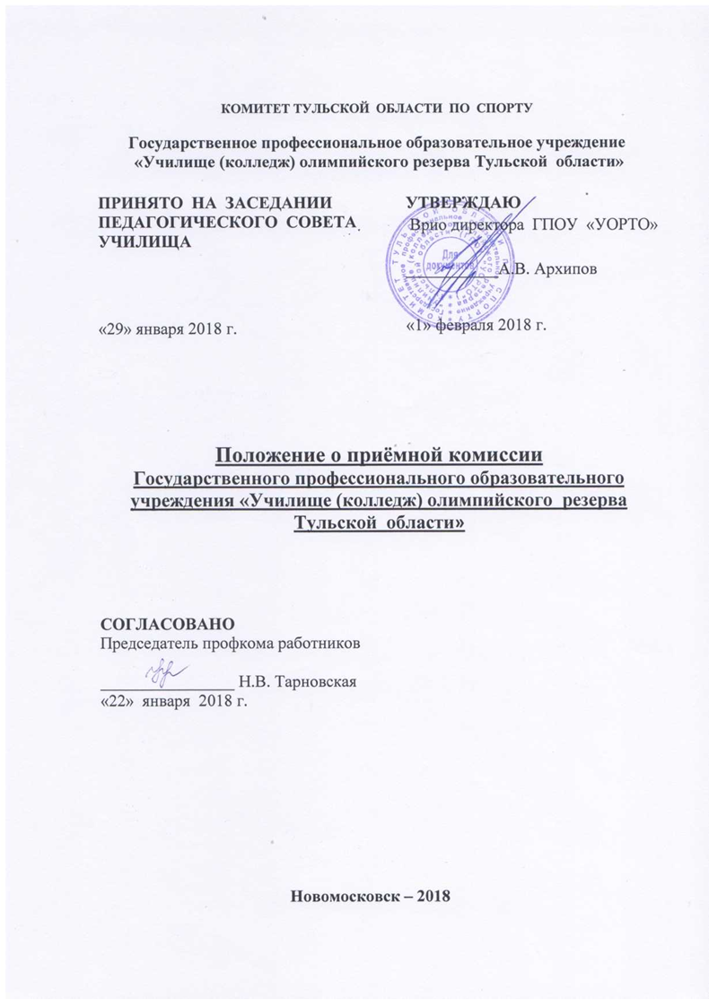 КОМИТЕТ ТУЛЬСКОЙ ОБЛАСТИ ПО СПОРТУ
Государственное профессиональное образовательное учреждение
«Училище (колледж) олимпийского резерва Тульской области»
ПРИНЯТО НА ЗАСЕДАНИИ
ПЕДАГОГИЧЕСКОГО СОВЕТА
УЧИЛИЩА
«29» января 2018 г.
УТВЕРЖДАЮ
Врио директора ГПОУ «УОРТО»
Для
документов
А.В. Архипов
«1» февраля 2018 г.
Положение о приёмной комиссии
Государственного профессионального образовательного
учреждения «Училище (колледж) олимпийского резерва
Тульской области»
СОГЛАСОВАНО
Председатель профкома работников
Н.В. Тарновская
«22» января 2018 г.
Новомосковск – 2018